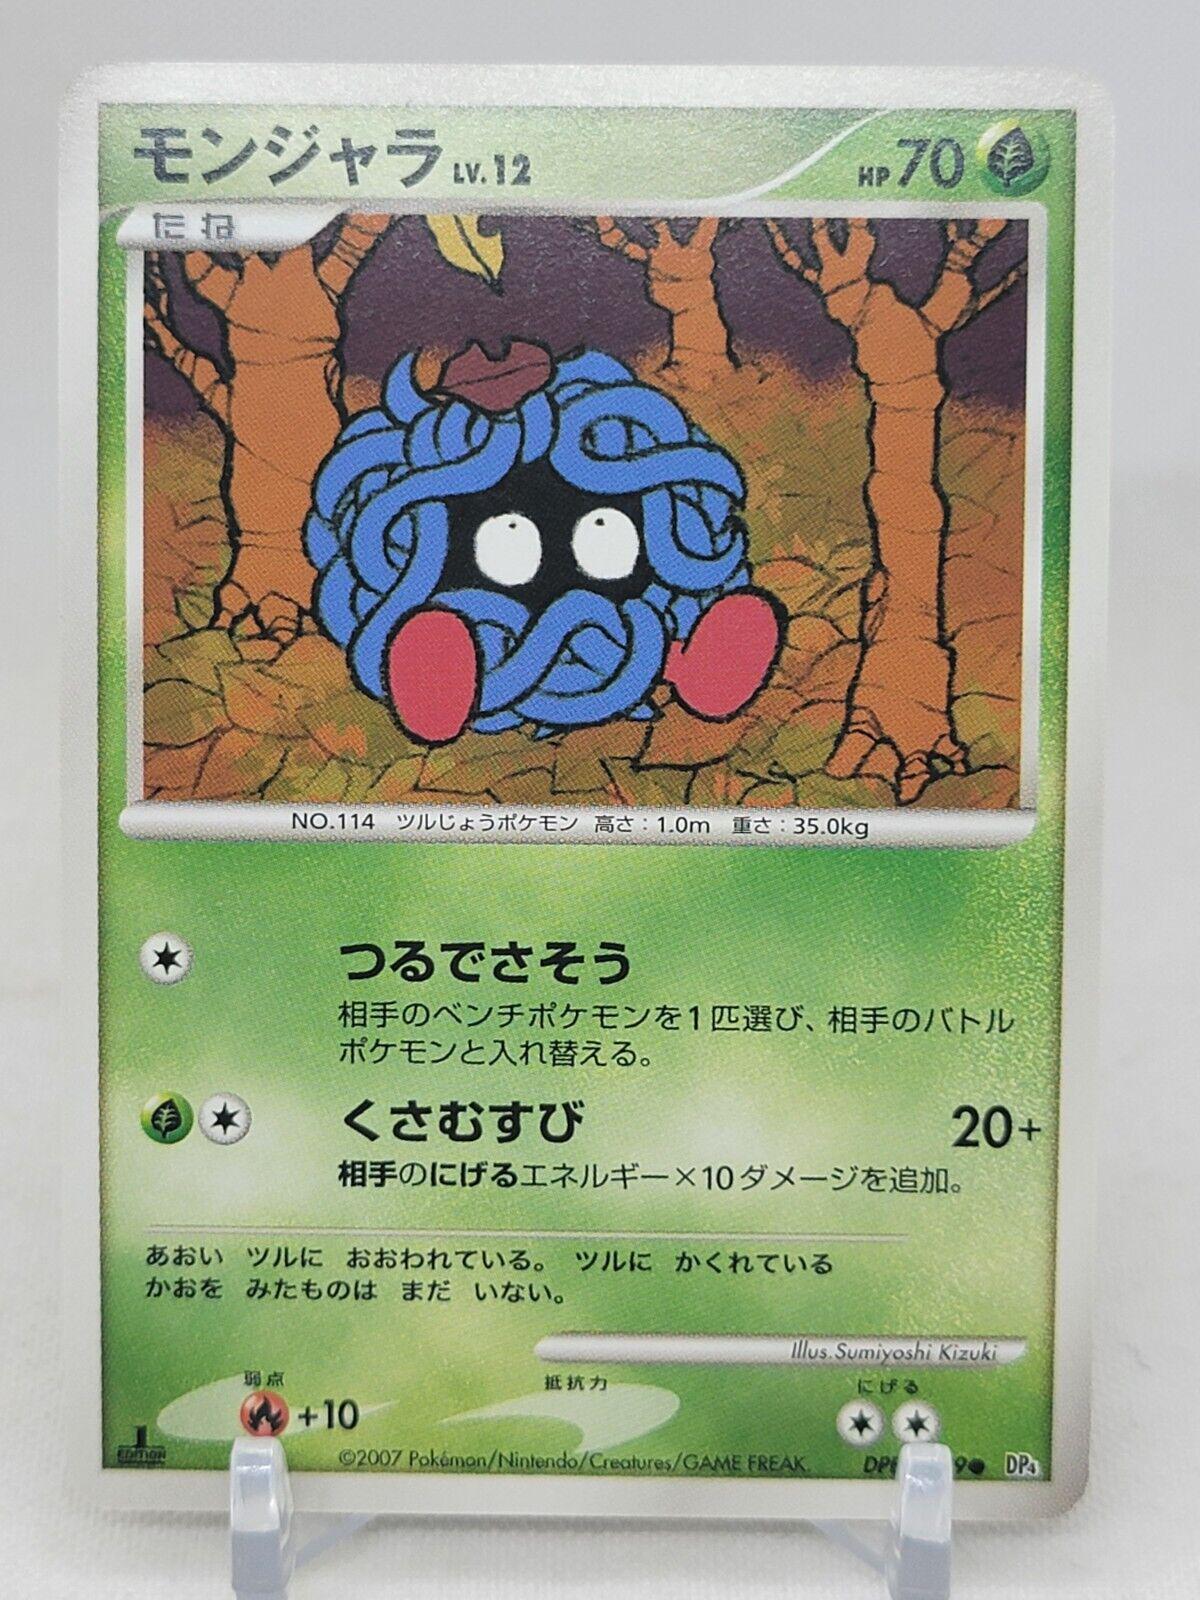 モンジャラ LV.12 HP 70
たね
NO.114 ツルじょうポケモン 高さ:1.0m 重さ:35.0kg
つるでさそう
相手のベンチポケモンを1匹選び、相手のバトル
ポケモンと入れ替える。
くさむすび 20+
相手のにげるエネルギー×10ダメージを追加。
あおい ツルに おおわれている。 ツルに かくれている
かおを みたものは まだ いない。
Illus.Sumiyoshi Kizuki
弱点 抵抗力 にげる
+10
1 EDITION
©2007 Pokémon/Nintendo/Creatures/GAME FREAK.
DP4